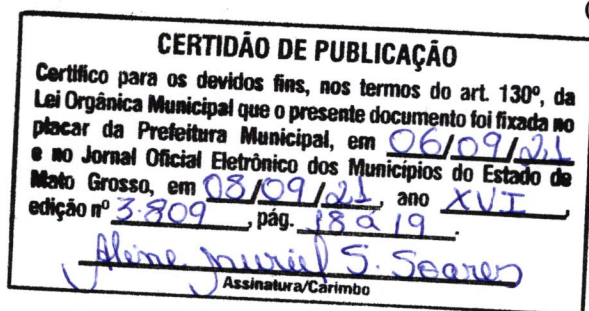 CERTIDÃO DE PUBLICAÇÃO
Certifico para os devidos fins, nos termos do art. 130º, da
Lei Orgânica Municipal que o presente documento foi fixada no
placar da Prefeitura Municipal, em 06/09/21
e no Jornal Oficial Eletrônico dos Municípios do Estado de
Mato Grosso, em 08/09/21, ano XVI,
edição nº 3.809, pág. 18 a 19.
Aline Muriel S. Soares
Assinatura/Carimbo